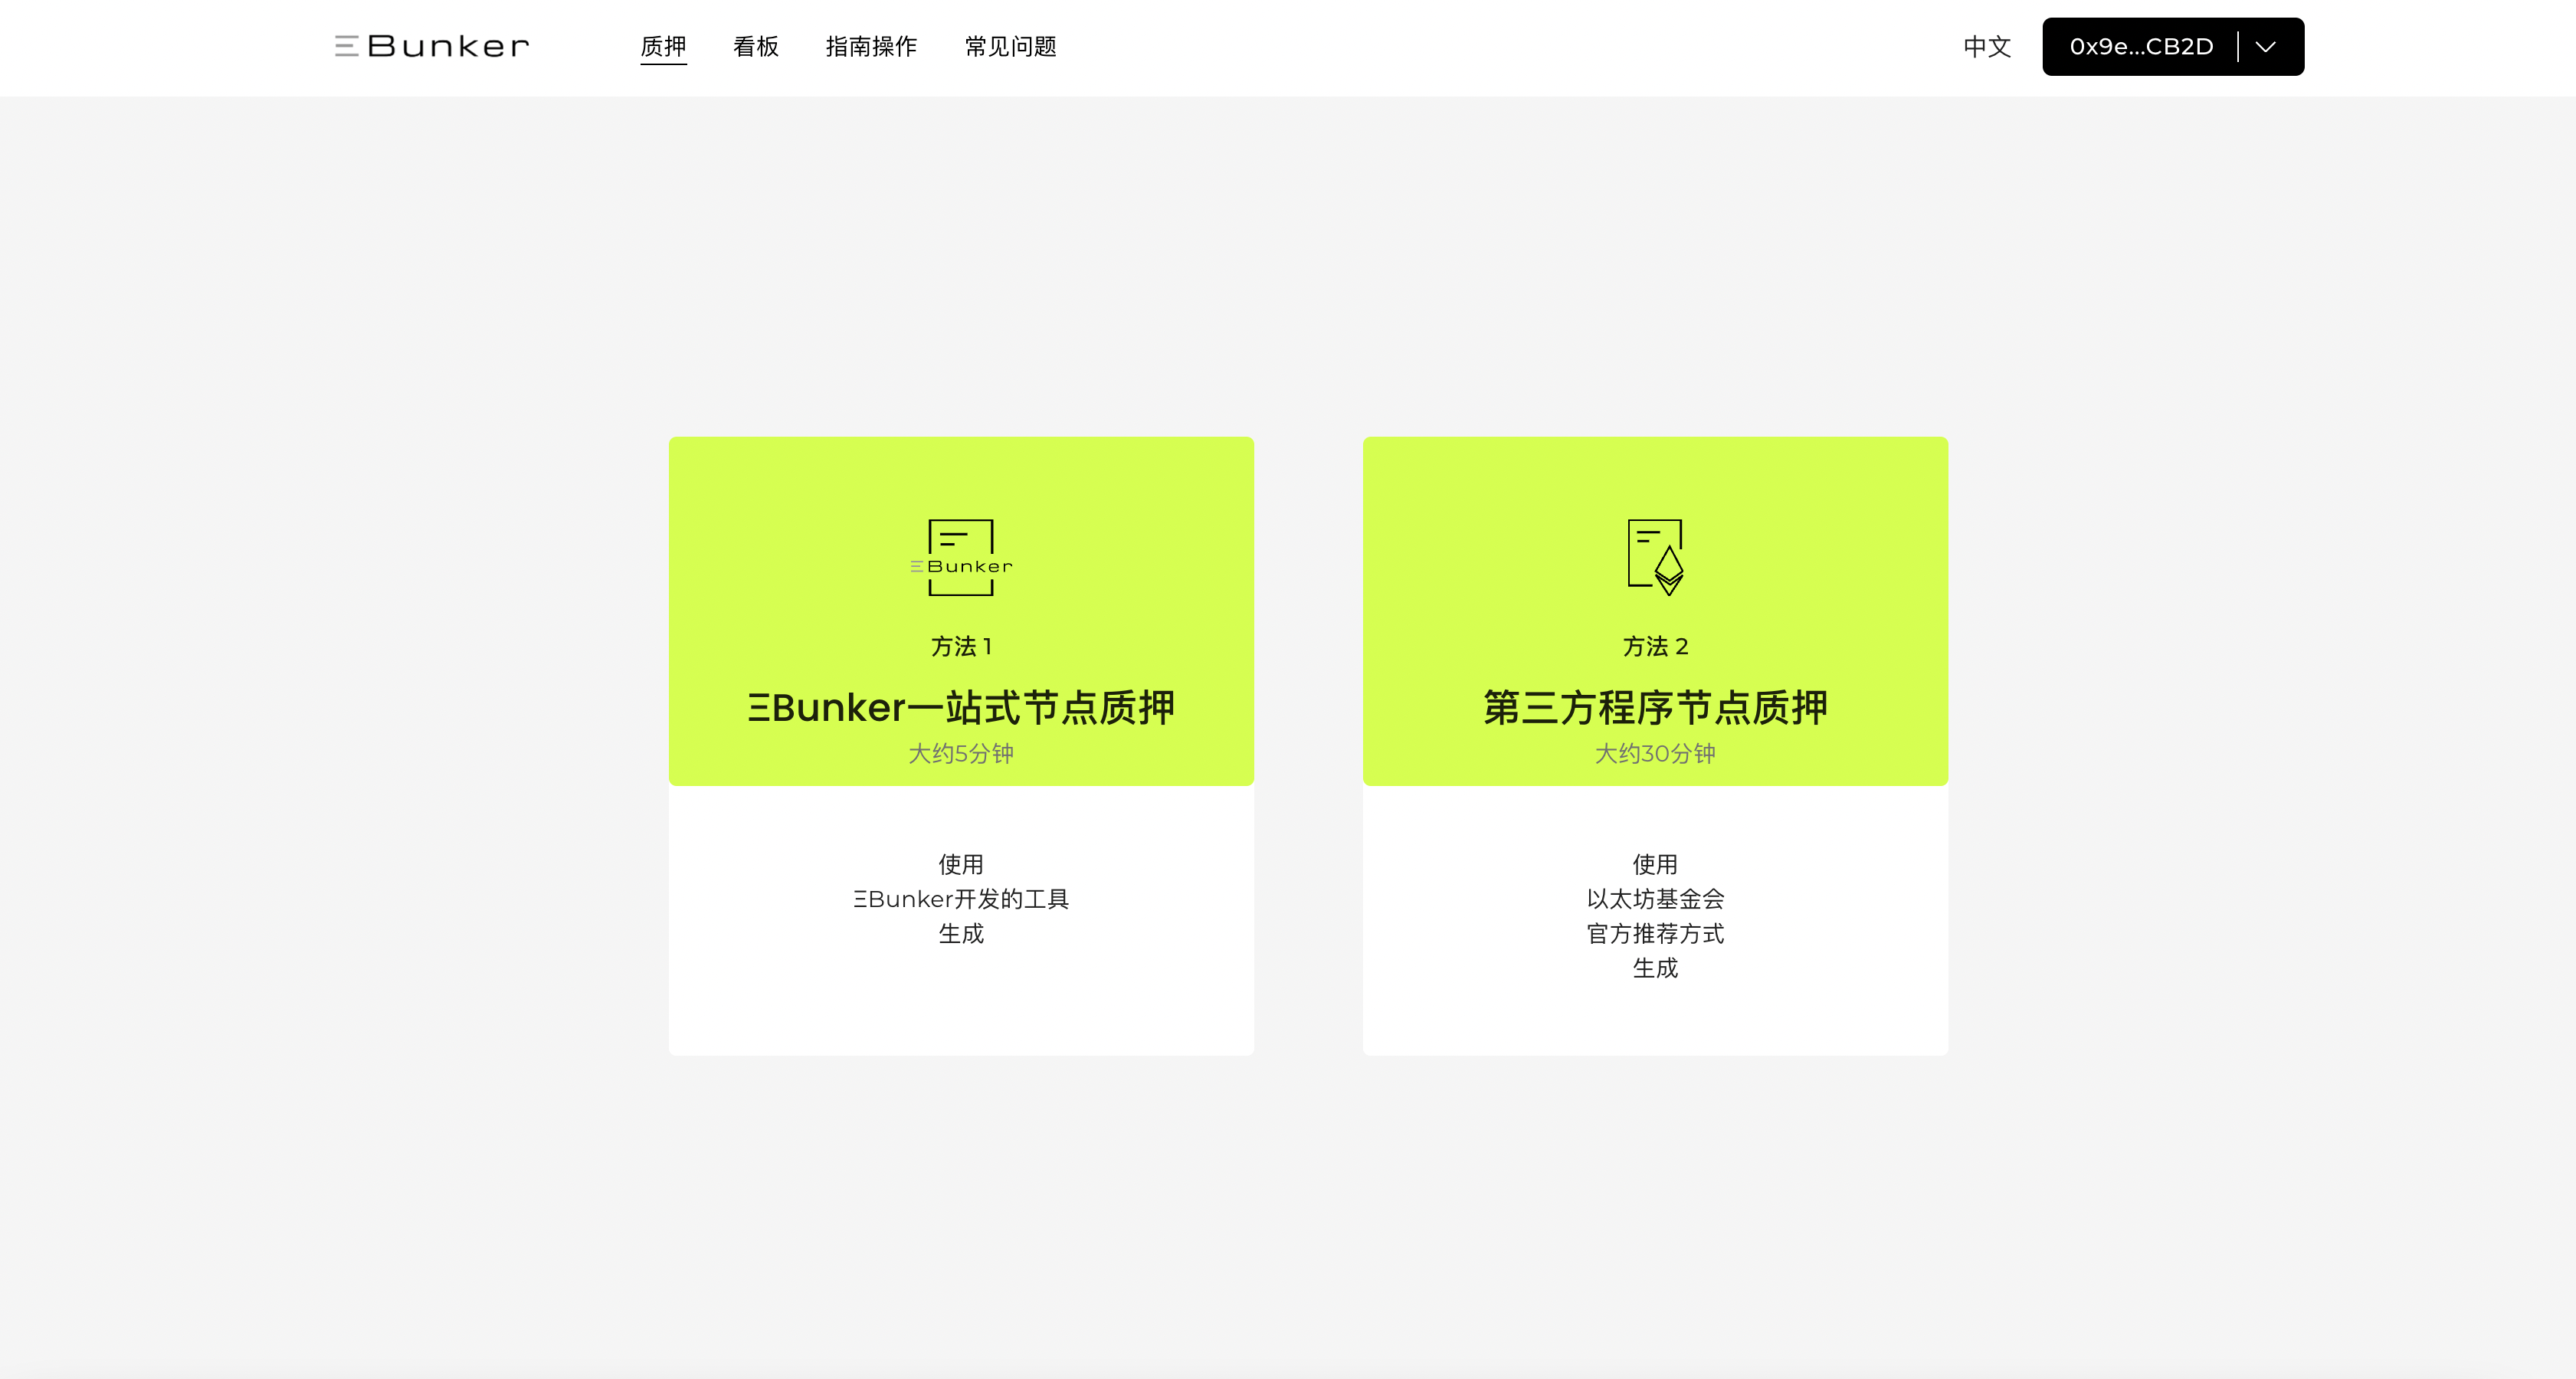 ΞBunker
质押
看板
指南操作
常见问题
中文
0x9e...CB2D
ΞBunker
方法 1
ΞBunker一站式节点质押
大约5分钟
使用
ΞBunker开发的工具
生成
方法 2
第三方程序节点质押
大约30分钟
使用
以太坊基金会
官方推荐方式
生成